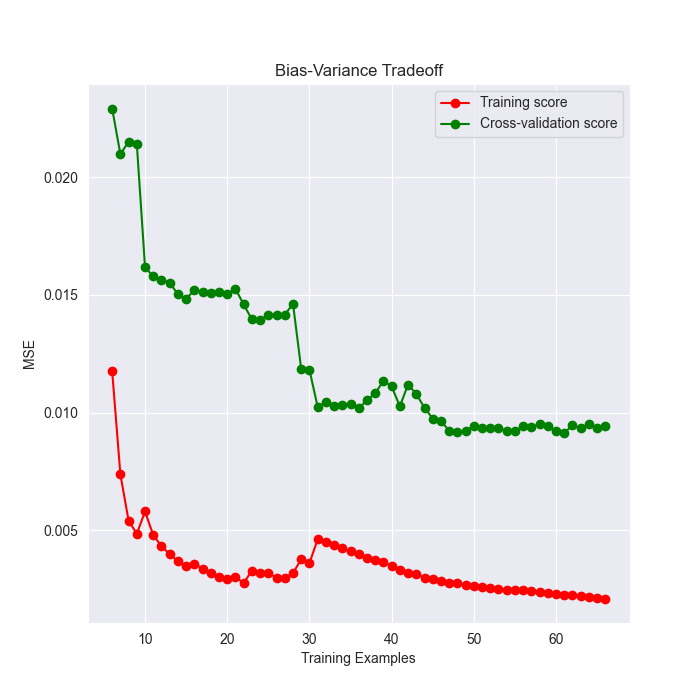 Bias-Variance Tradeoff
Training score
Cross-validation score
0.020
0.015
0.010
0.005
MSE
10 20 30 40 50 60
Training Examples